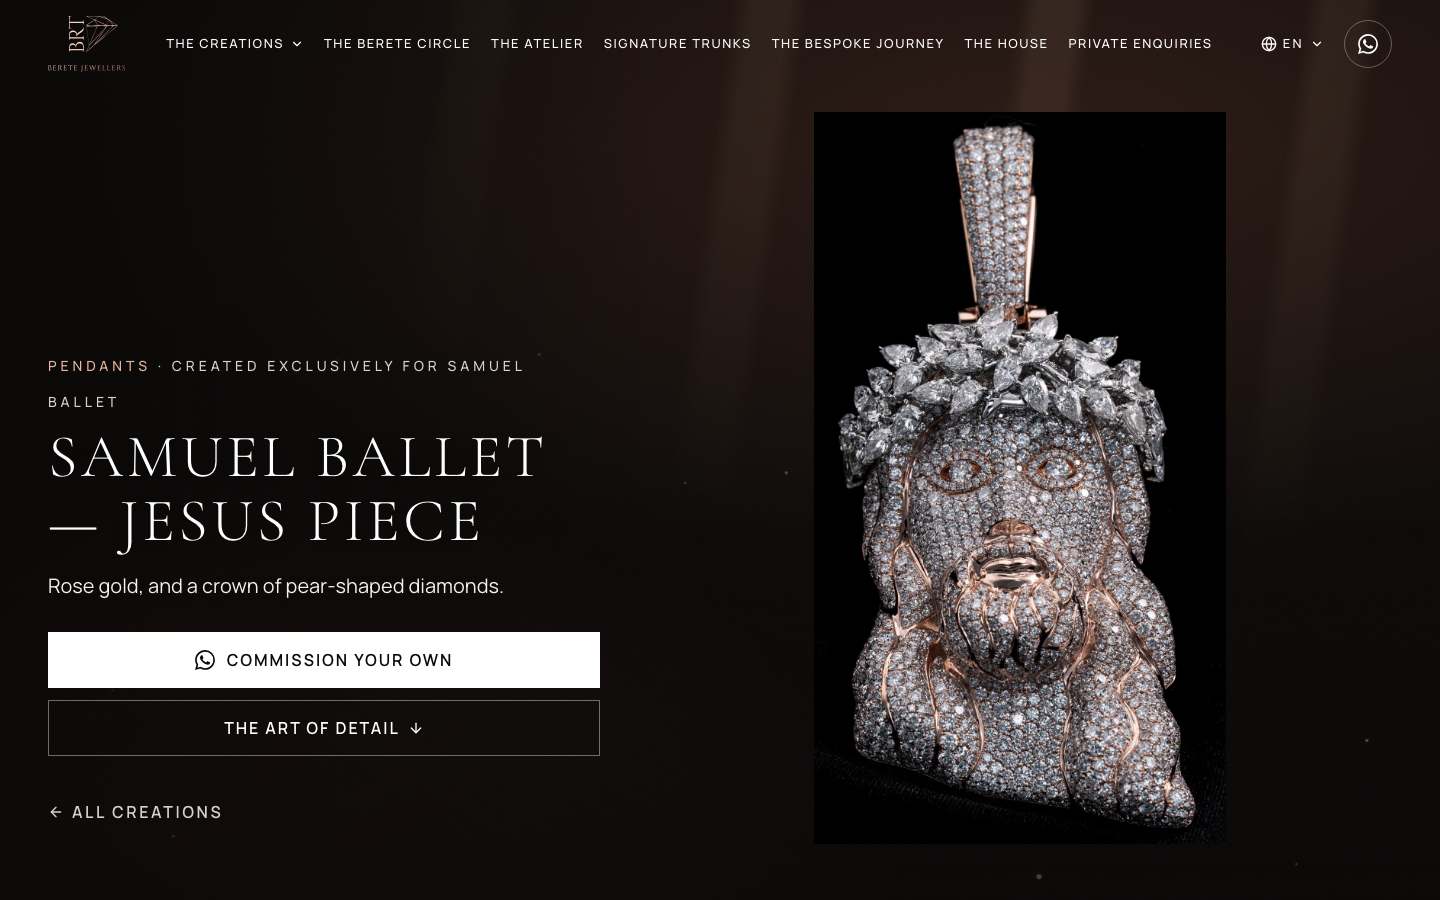 BRT
BERETE JEWELLERS
THE CREATIONS
THE BERETE CIRCLE
THE ATELIER
SIGNATURE TRUNKS
THE BESPOKE JOURNEY
THE HOUSE
PRIVATE ENQUIRIES
EN
PENDANTS · CREATED EXCLUSIVELY FOR SAMUEL
BALLET
SAMUEL BALLET
— JESUS PIECE
Rose gold, and a crown of pear-shaped diamonds.
COMMISSION YOUR OWN
THE ART OF DETAIL ↓
← ALL CREATIONS